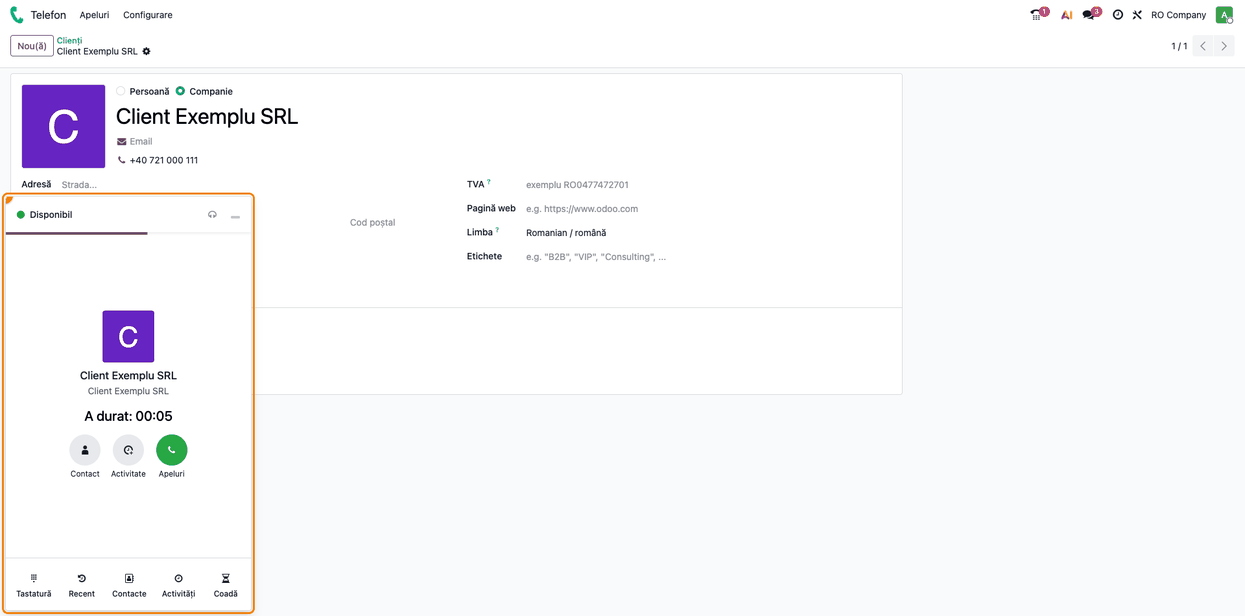 Telefon Apeluri Configurare 1 AI 3 RO Company A
Nou(ă) Clienți
Client Exemplu SRL 1 / 1
C Persoană Companie
Client Exemplu SRL
Email
+40 721 000 111
Adresă Strada... TVA ? exemplu RO0477472701
Cod poștal Pagină web e.g. https://www.odoo.com
Limba ? Romanian / română
Etichete e.g. "B2B", "VIP", "Consulting", ...
Disponibil
C
Client Exemplu SRL
Client Exemplu SRL
A durat: 00:05
Contact Activitate Apeluri
Tastatură Recent Contacte Activități Coadă